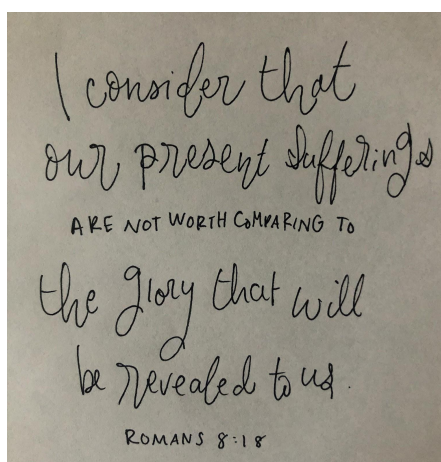 I consider that
our present sufferings
ARE NOT WORTH COMPARING TO
the glory that will
be revealed to us.
ROMANS 8:18